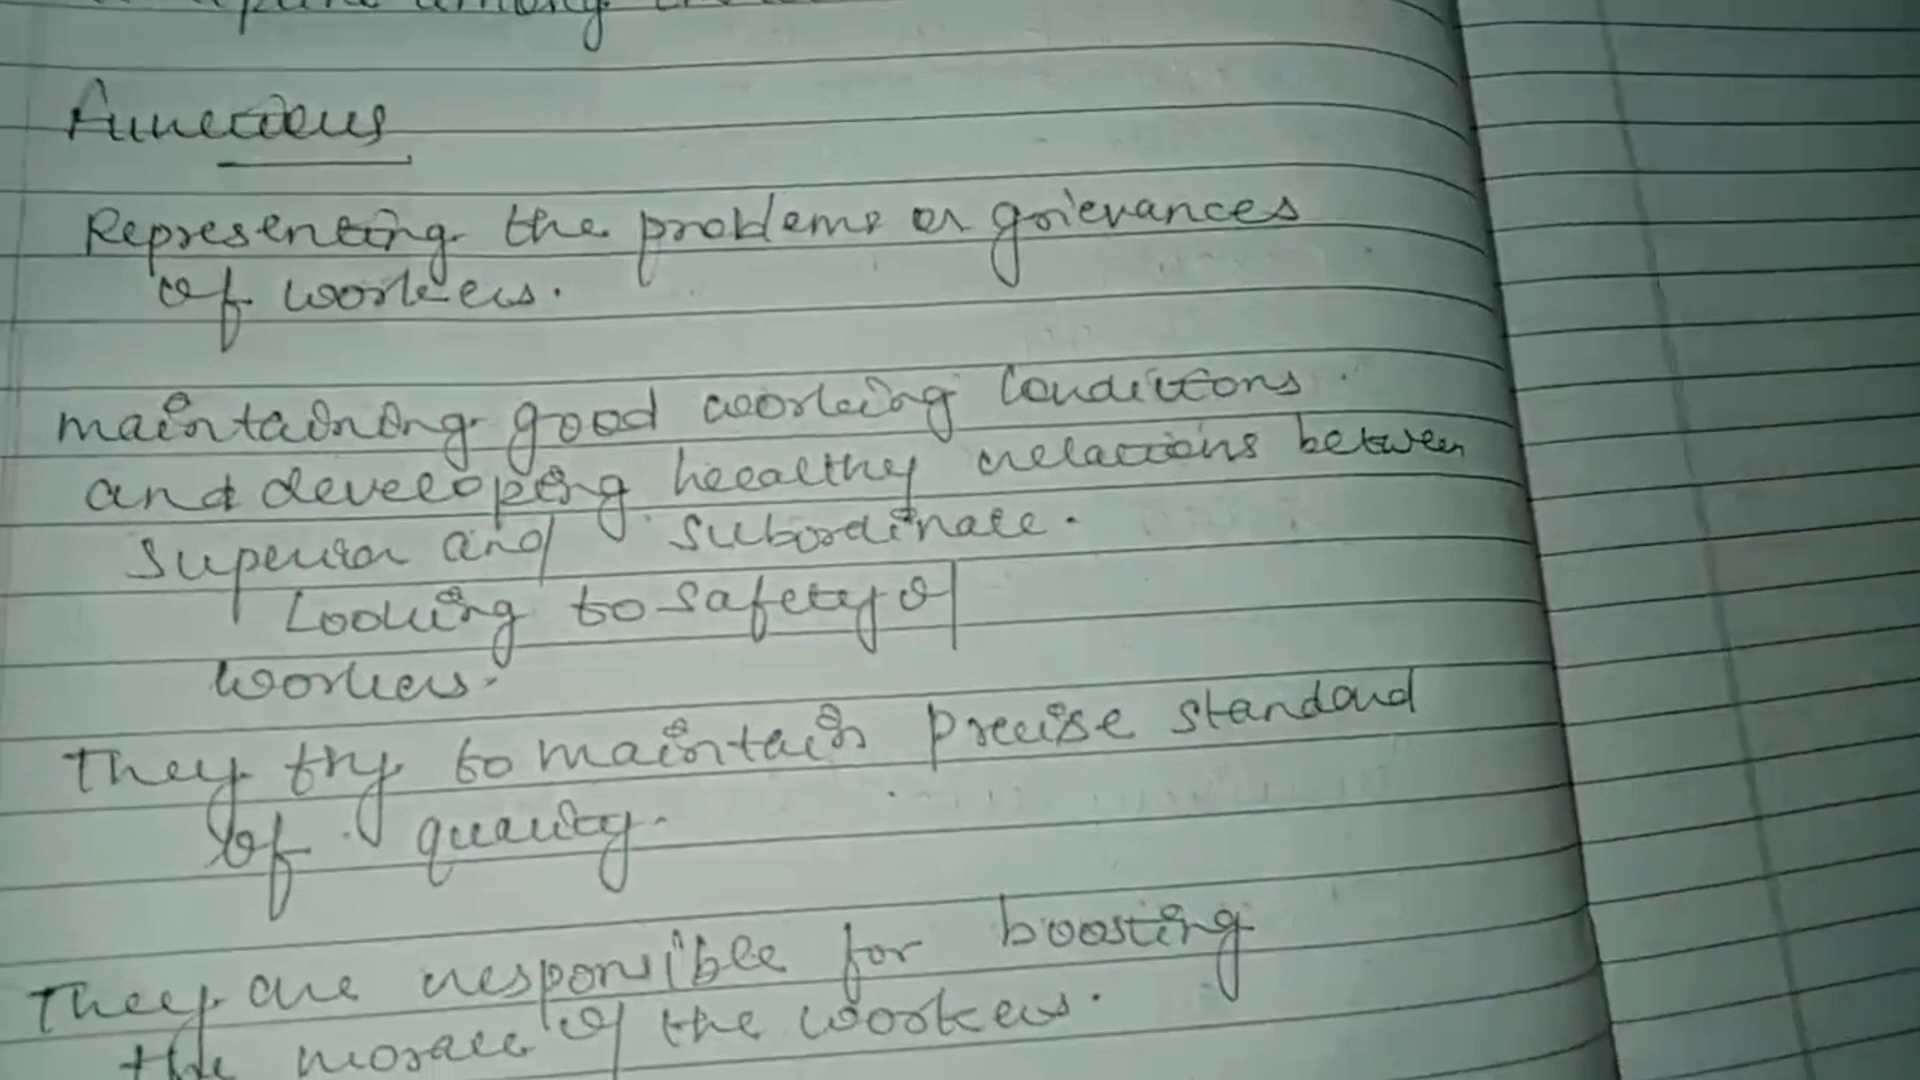 among
Functions
Representing the problems or grievances
of workers.
maintaining good working Conditions.
and developing healthy relations between
Superior and subordinate.
Looking to safety of
workers.
They try to maintain Precise standard
of quality.
They are responsible for boosting
the morale of the workers.